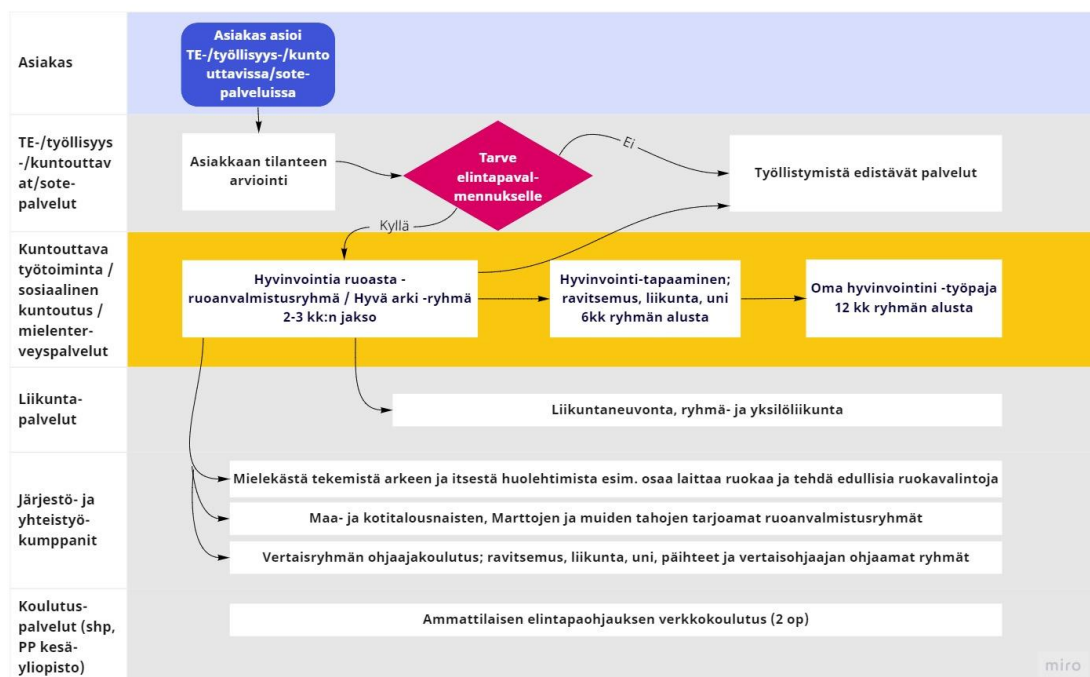 Asiakas
Asiakas asioi
TE-/työllisyys-/kunto
uttavissa/sote-
palveluissa
TE-/työllisyys
-/kuntouttav
at/sote-
palvelut
Asiakkaan tilanteen
arviointi
Tarve
elintapaval-
mennukselle
Ei
Työllistymistä edistävät palvelut
Kyllä
Kuntouttava
työtoiminta /
sosiaalinen
kuntoutus /
mielenter-
veyspalvelut
Hyvinvointia ruoasta -
ruoanvalmistusryhmä / Hyvä arki -ryhmä
2-3 kk:n jakso
Hyvinvointi-tapaaminen;
ravitsemus, liikunta, uni
6kk ryhmän alusta
Oma hyvinvointini -työpaja
12 kk ryhmän alusta
Liikunta-
palvelut
Liikuntaneuvonta, ryhmä- ja yksilöliikunta
Järjestö- ja
yhteistyö-
kumppanit
Mielekästä tekemistä arkeen ja itsestä huolehtimista esim. osaa laittaa ruokaa ja tehdä edullisia ruokavalintoja
Maa- ja kotitalousnaisten, Marttojen ja muiden tahojen tarjoamat ruoanvalmistusryhmät
Vertaisryhmän ohjaajakoulutus; ravitsemus, liikunta, uni, päihteet ja vertaisohjaajan ohjaamat ryhmät
Koulutus-
palvelut (shp,
PP kesä-
yliopisto)
Ammattilaisen elintapaohjauksen verkkokoulutus (2 op)
miro